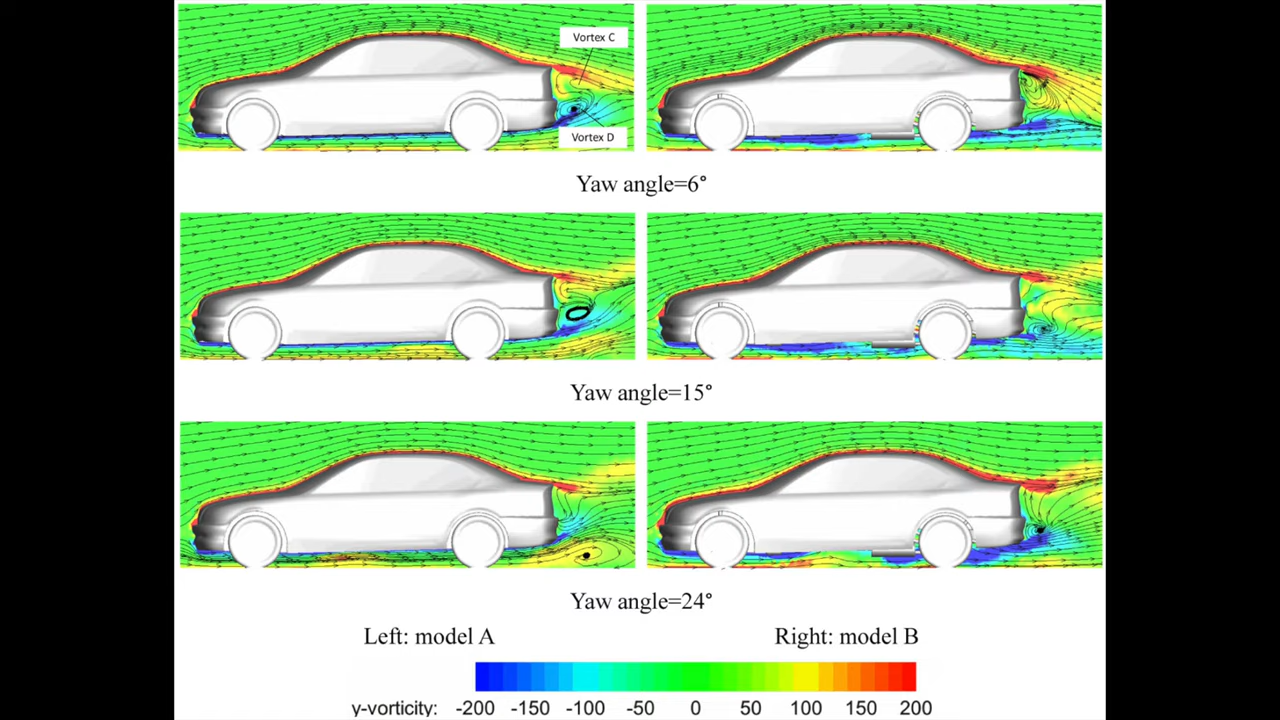 Vortex C
Vortex D
Yaw angle=6°
Yaw angle=15°
Yaw angle=24°
Left: model A
Right: model B
y-vorticity: -200 -150 -100 -50 0 50 100 150 200